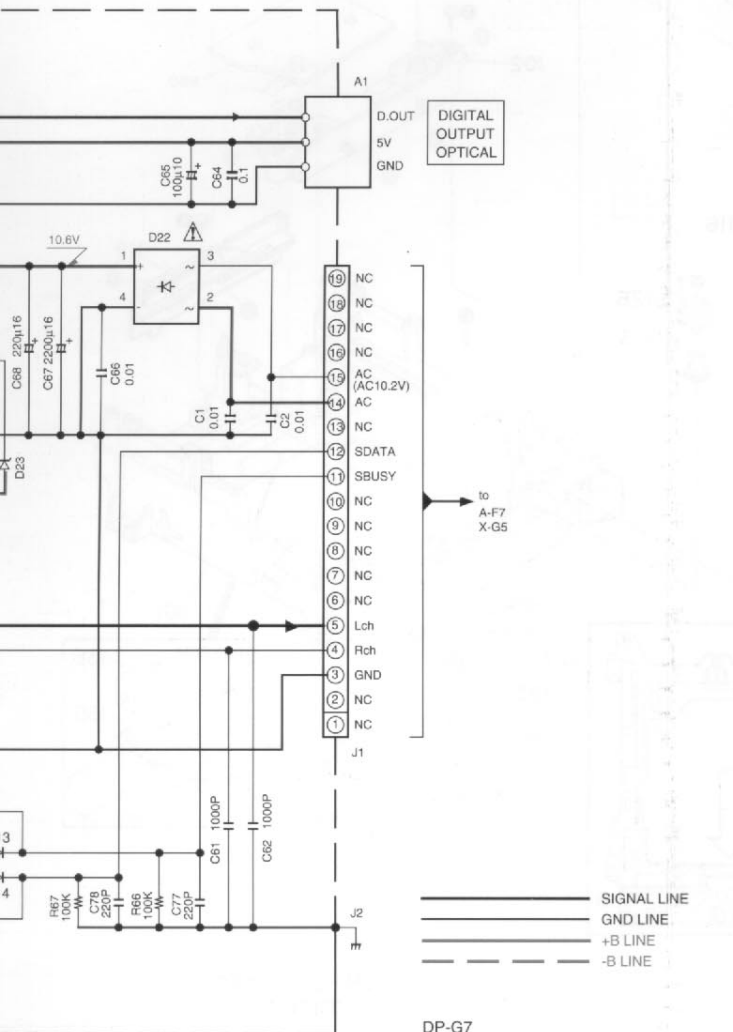 A1
D.OUT
5V
GND
DIGITAL
OUTPUT
OPTICAL
C65
100µ10
+
C64
0.1
10.6V
D22
1
+
~
3
4
-
~
2
C68 220µ16
+
C67 2200µ16
+
C66
0.01
C1
0.01
C2
0.01
D23
19 NC
18 NC
17 NC
16 NC
15 AC
(AC10.2V)
14 AC
13 NC
12 SDATA
11 SBUSY
10 NC
9 NC
8 NC
7 NC
6 NC
5 Lch
4 Rch
3 GND
2 NC
1 NC
J1
to
A-F7
X-G5
C61 1000P
C62 1000P
3
4
R67
100K
C78
220P
R66
100K
C77
220P
J2
SIGNAL LINE
GND LINE
+B LINE
-B LINE
DP-G7